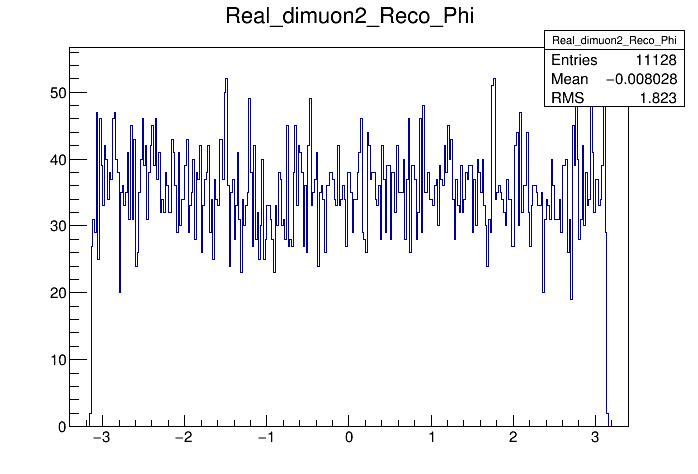 Real_dimuon2_Reco_Phi
Real_dimuon2_Reco_Phi
Entries 11128
Mean −0.008028
RMS 1.823
50
40
30
20
10
0
−3 −2 −1 0 1 2 3